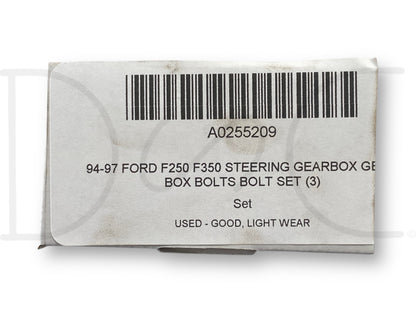 A0255209
94-97 FORD F250 F350 STEERING GEARBOX GE
BOX BOLTS BOLT SET (3)
Set
USED - GOOD, LIGHT WEAR